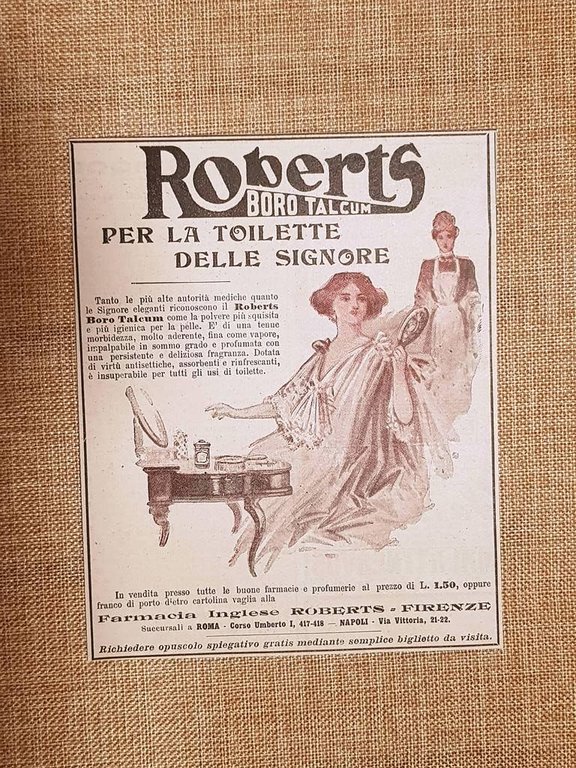 Roberts
BORO TALCUM
PER LA TOILETTE
DELLE SIGNORE
Tanto le più alte autorità mediche quanto
le Signore eleganti riconoscono il Roberts
Boro Talcum come la polvere più squisita
e più igienica per la pelle. E' di una tenue
morbidezza, molto aderente, fina come vapore,
impalpabile in sommo grado e profumata con
una persistente e deliziosa fragranza. Dotata
di virtù antisettiche, assorbenti e rinfrescanti,
è insuperabile per tutti gli usi di toilette.
In vendita presso tutte le buone farmacie e profumerie al prezzo di L. 1.50, oppure
franco di porto dietro cartolina vaglia alla
Farmacia Inglese ROBERTS - FIRENZE
Succursali a ROMA - Corso Umberto I, 417-418 — NAPOLI - Via Vittoria, 21-22.
Richiedere opuscolo spiegativo gratis mediante semplice biglietto da visita.